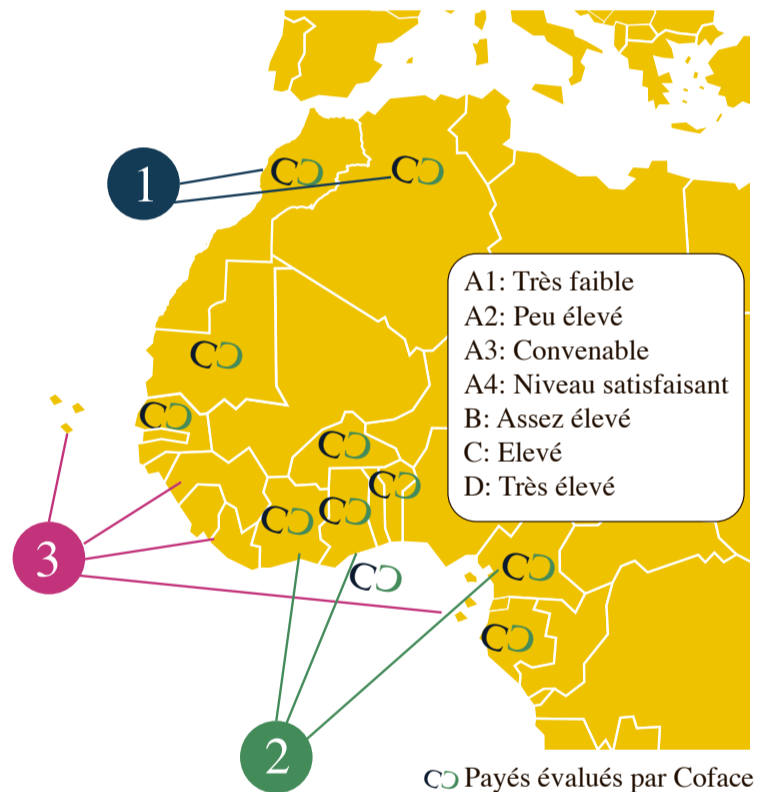 1
A1: Très faible
A2: Peu élevé
A3: Convenable
A4: Niveau satisfaisant
B: Assez élevé
C: Elevé
D: Très élevé
3
2
Payés évalués par Coface